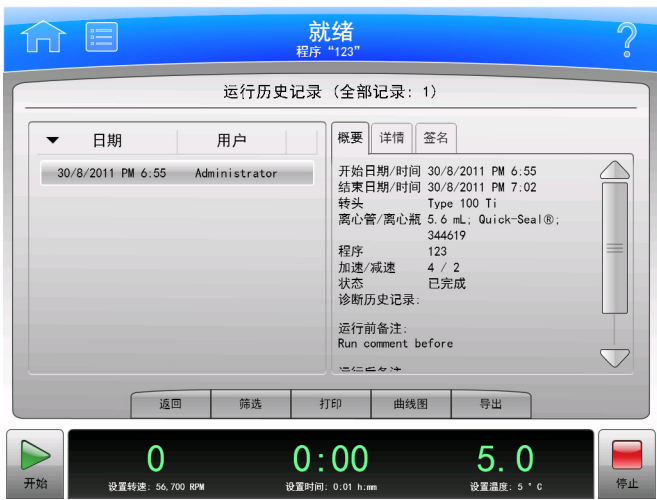 就绪
程序“123”
?
运行历史记录 (全部记录: 1)
日期 用户
30/8/2011 PM 6:55 Administrator
概要 详情 签名
开始日期/时间 30/8/2011 PM 6:55
结束日期/时间 30/8/2011 PM 7:02
转头 Type 100 Ti
离心管/离心瓶 5.6 mL; Quick-Seal®;
344619
程序 123
加速/减速 4 / 2
状态 已完成
诊断历史记录:
运行前备注:
Run comment before
返回 筛选 打印 曲线图 导出
开始
0
设置转速: 56,700 RPM
0:00
设置时间: 0:01 h:mm
5.0
设置温度: 5 °C
停止